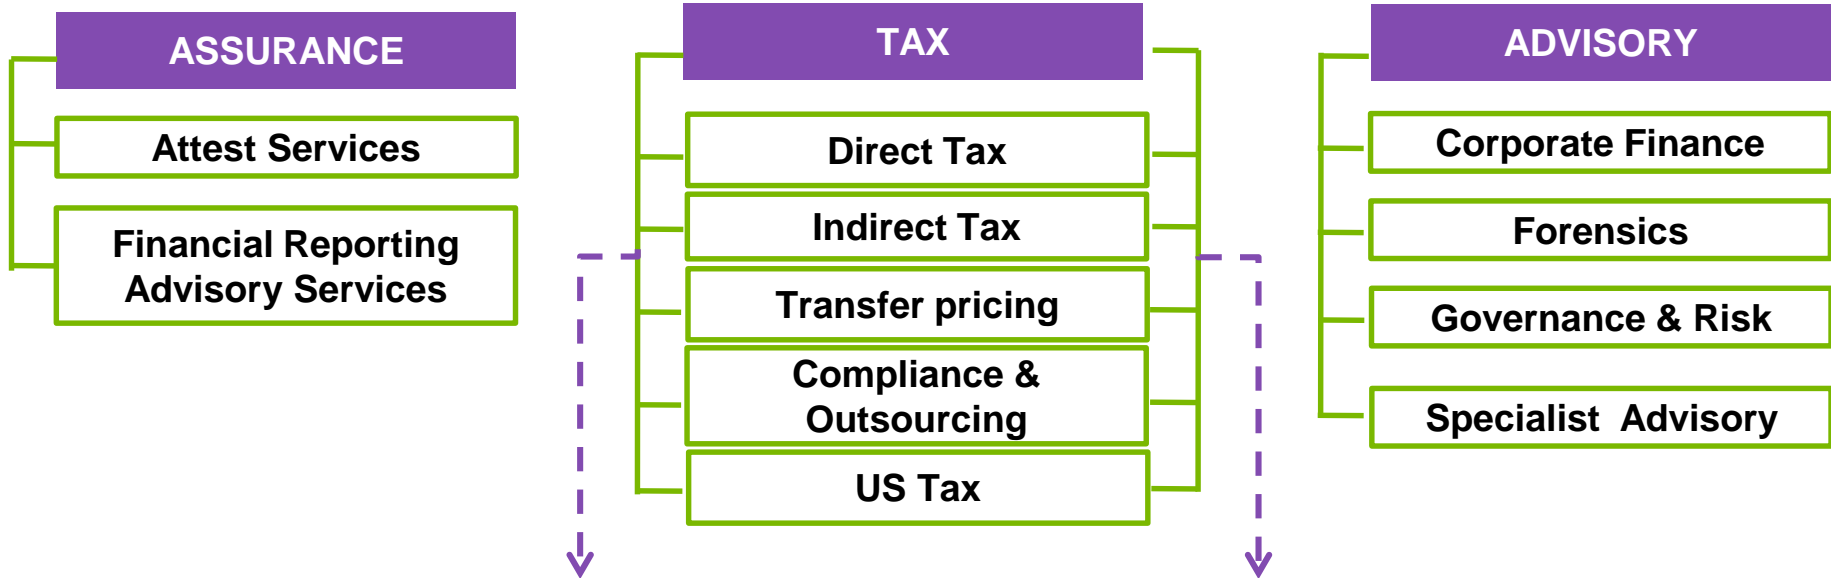 ASSURANCE
Attest Services
Financial Reporting
Advisory Services
TAX
Direct Tax
Indirect Tax
Transfer pricing
Compliance &
Outsourcing
US Tax
ADVISORY
Corporate Finance
Forensics
Governance & Risk
Specialist Advisory